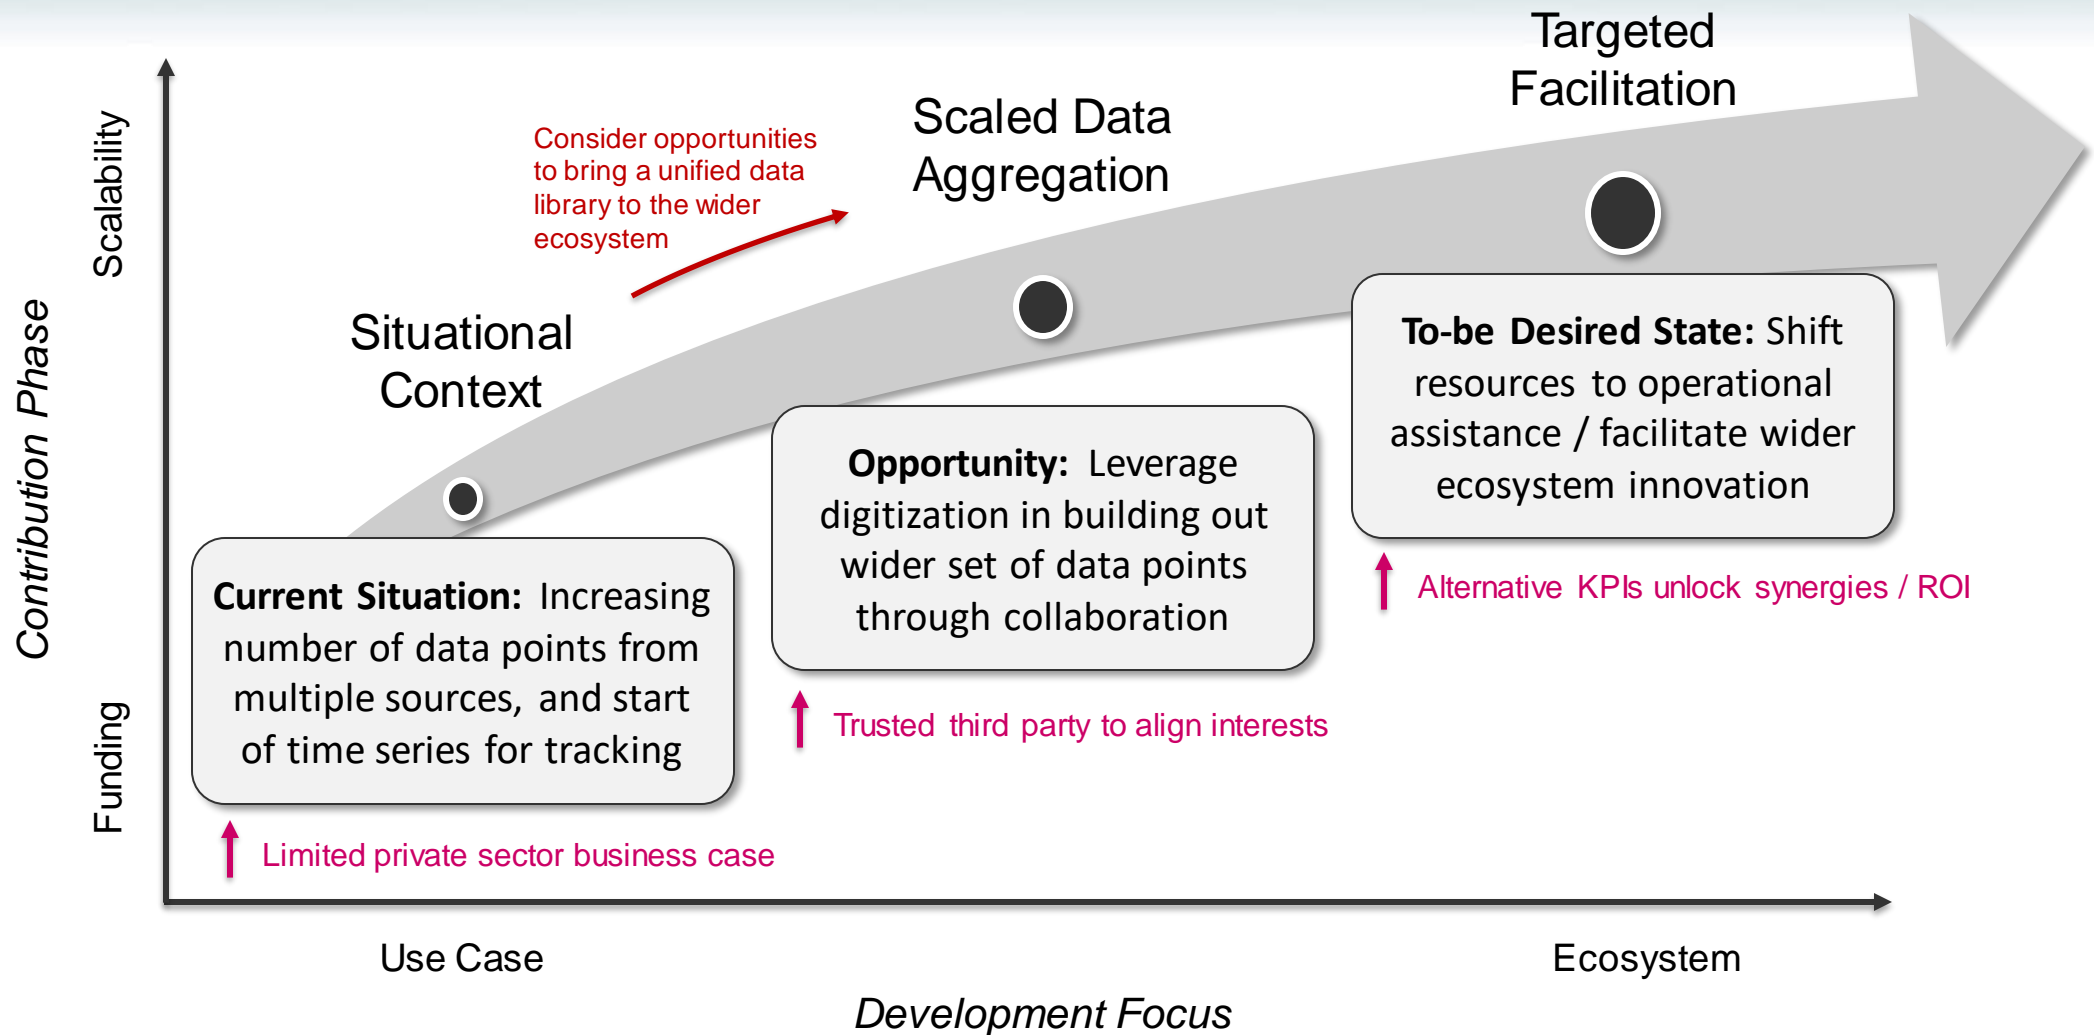 Targeted
Facilitation
Scaled Data
Aggregation
Consider opportunities
to bring a unified data
library to the wider
ecosystem
Situational
Context
Scalability
Contribution Phase
Funding
To-be Desired State: Shift
resources to operational
assistance / facilitate wider
ecosystem innovation
Alternative KPIs unlock synergies / ROI
Opportunity: Leverage
digitization in building out
wider set of data points
through collaboration
Trusted third party to align interests
Current Situation: Increasing
number of data points from
multiple sources, and start
of time series for tracking
Limited private sector business case
Use Case
Ecosystem
Development Focus